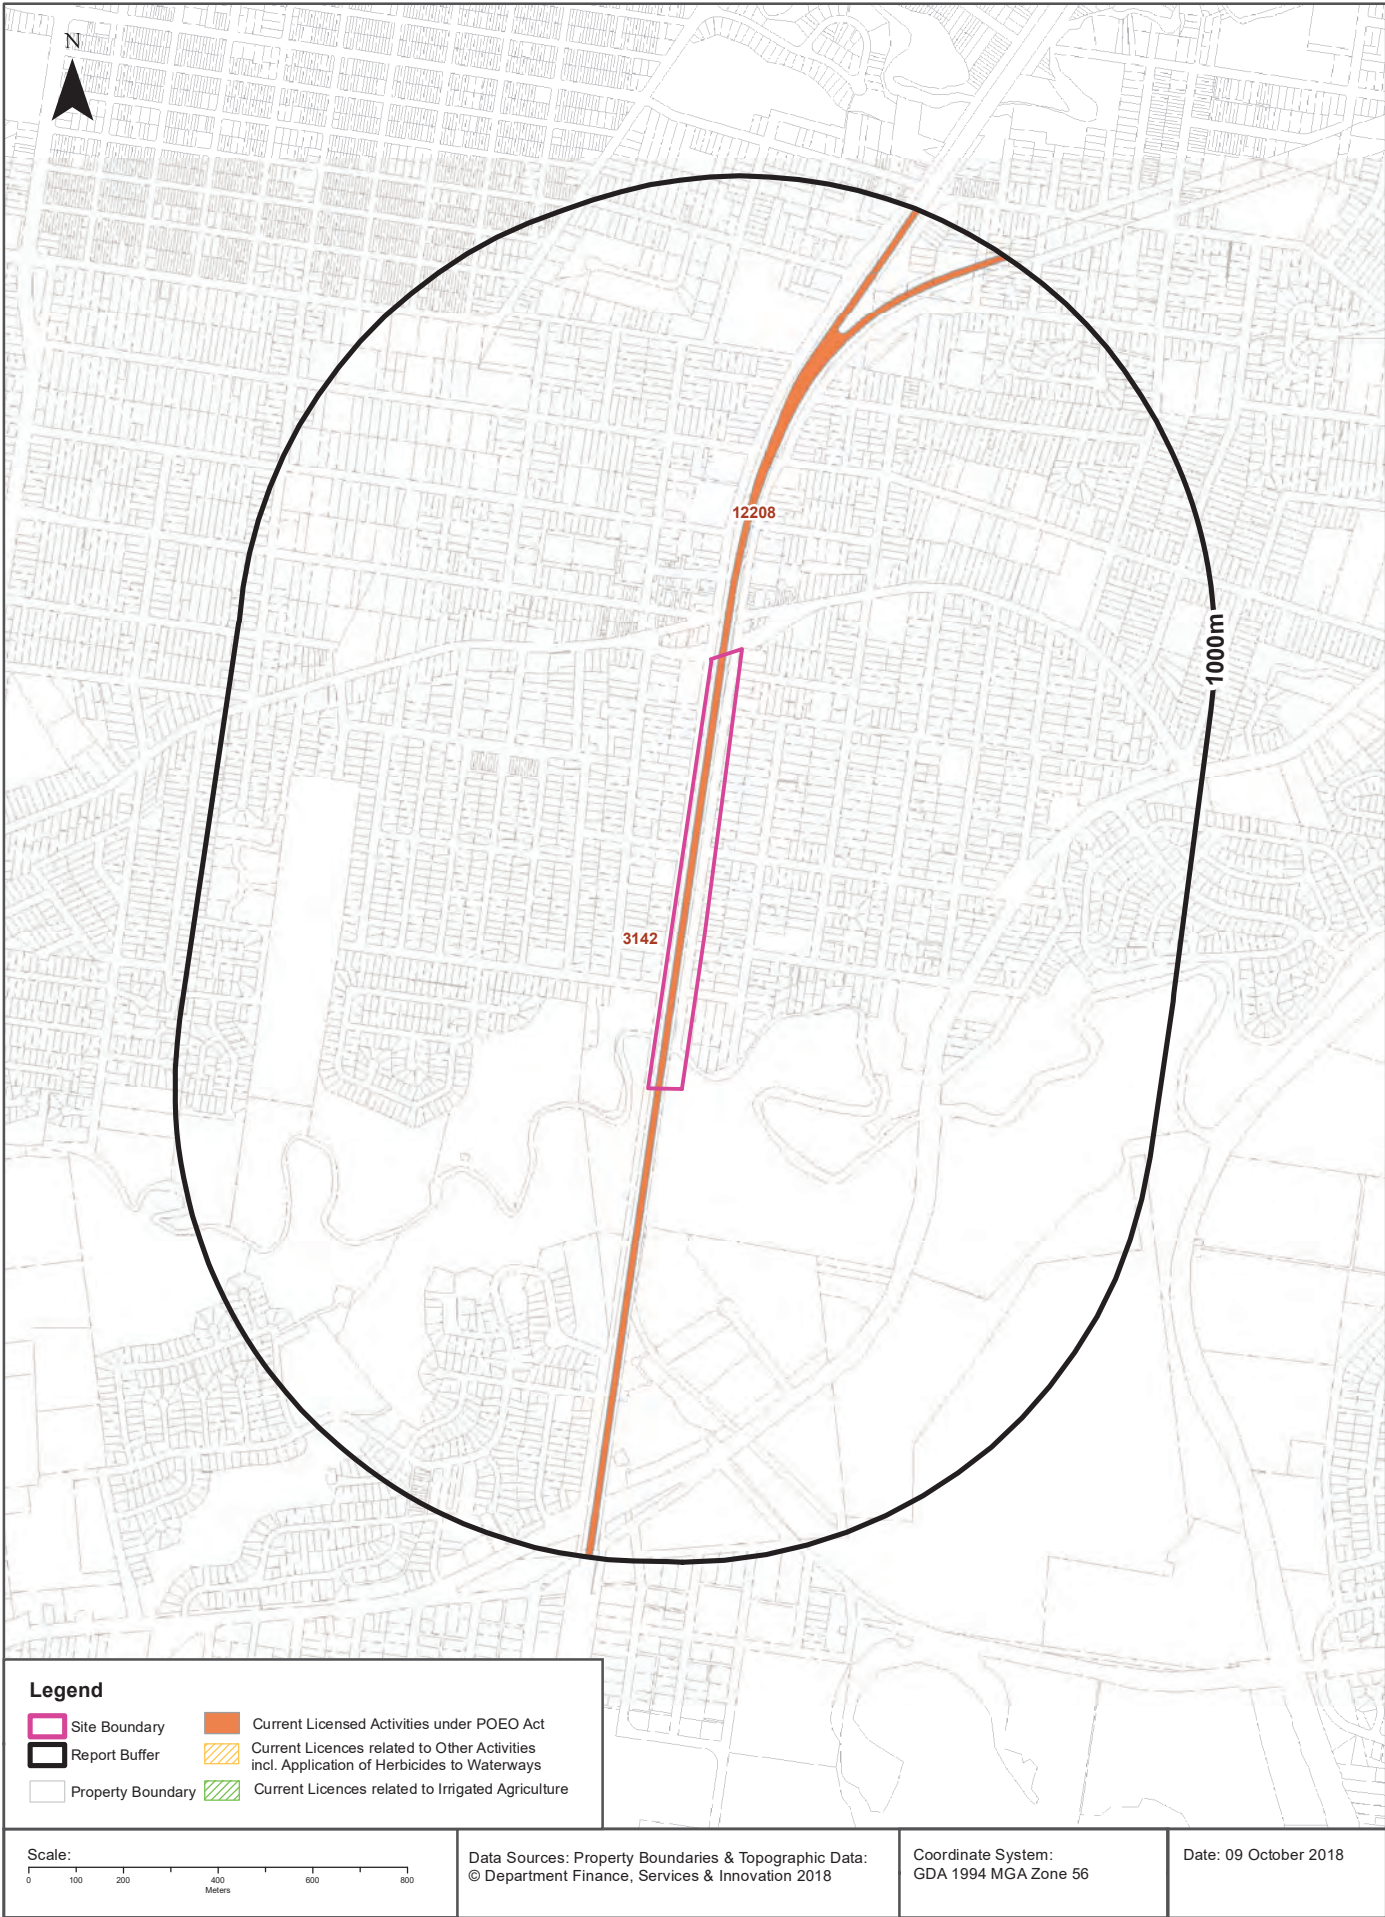 N
12208
1000m
3142
Legend
Site Boundary
Report Buffer
Property Boundary
Current Licensed Activities under POEO Act
Current Licences related to Other Activities
incl. Application of Herbicides to Waterways
Current Licences related to Irrigated Agriculture
Scale:
0 100 200 400 600 800
Meters
Data Sources: Property Boundaries & Topographic Data:
© Department Finance, Services & Innovation 2018
Coordinate System:
GDA 1994 MGA Zone 56
Date: 09 October 2018